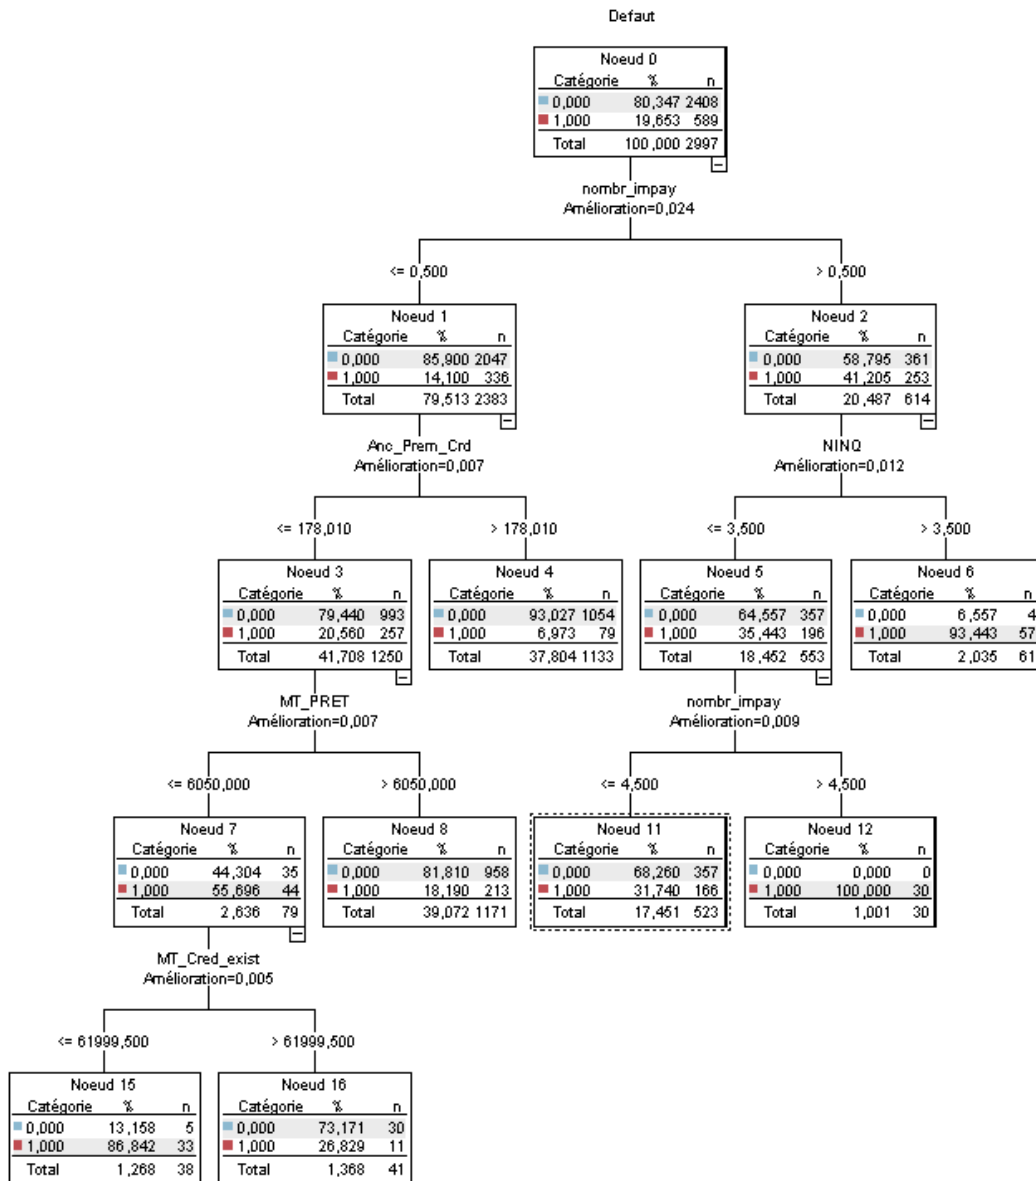 Defaut
Noeud 0
Catégorie % n
0,000 80,347 2408
1,000 19,653 589
Total 100,000 2997
nombr_impay
Amélioration=0,024
<= 0,500
> 0,500
Noeud 1
Catégorie % n
0,000 85,900 2047
1,000 14,100 336
Total 79,513 2383
Noeud 2
Catégorie % n
0,000 58,795 361
1,000 41,205 253
Total 20,487 614
Anc_Prem_Crd
Amélioration=0,007
NINQ
Amélioration=0,012
<= 178,010
> 178,010
<= 3,500
> 3,500
Noeud 3
Catégorie % n
0,000 79,440 993
1,000 20,560 257
Total 41,708 1250
Noeud 4
Catégorie % n
0,000 93,027 1054
1,000 6,973 79
Total 37,804 1133
Noeud 5
Catégorie % n
0,000 64,557 357
1,000 35,443 196
Total 18,452 553
Noeud 6
Catégorie % n
0,000 6,557 4
1,000 93,443 57
Total 2,035 61
MT_PRET
Amélioration=0,007
nombr_impay
Amélioration=0,009
<= 6050,000
> 6050,000
<= 4,500
> 4,500
Noeud 7
Catégorie % n
0,000 44,304 35
1,000 55,696 44
Total 2,636 79
Noeud 8
Catégorie % n
0,000 81,810 958
1,000 18,190 213
Total 39,072 1171
Noeud 11
Catégorie % n
0,000 68,260 357
1,000 31,740 166
Total 17,451 523
Noeud 12
Catégorie % n
0,000 0,000 0
1,000 100,000 30
Total 1,001 30
MT_Cred_exist
Amélioration=0,005
<= 61999,500
> 61999,500
Noeud 15
Catégorie % n
0,000 13,158 5
1,000 86,842 33
Total 1,268 38
Noeud 16
Catégorie % n
0,000 73,171 30
1,000 26,829 11
Total 1,368 41